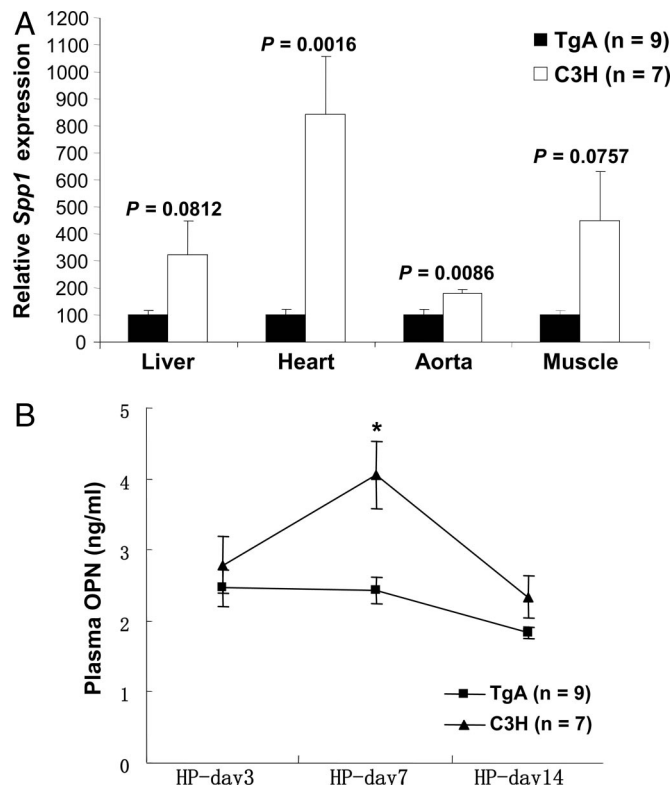 A
Relative Spp1 expression
1200
1100
1000
900
800
700
600
500
400
300
200
100
0
P = 0.0812
P = 0.0016
P = 0.0086
P = 0.0757
TgA (n = 9)
C3H (n = 7)
Liver
Heart
Aorta
Muscle
B
Plasma OPN (ng/ml)
5
4
3
2
1
0
*
TgA (n = 9)
C3H (n = 7)
HP-day3
HP-day7
HP-day14